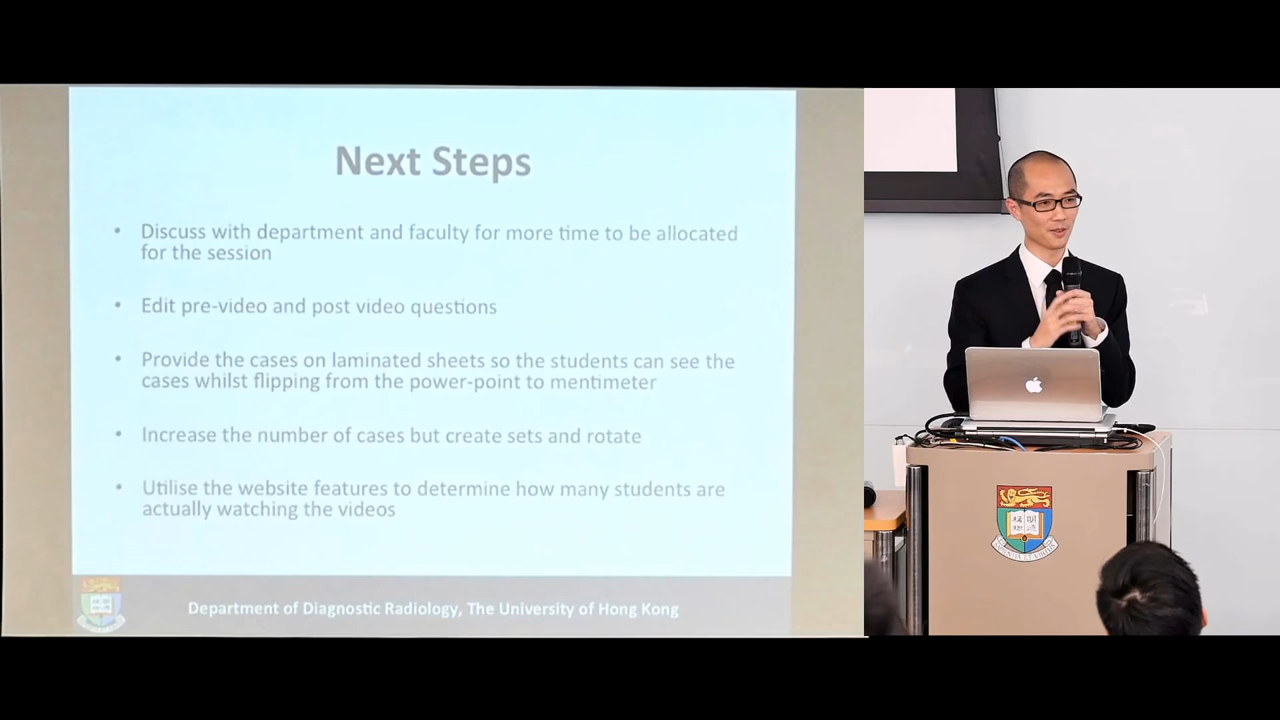 Next Steps
• Discuss with department and faculty for more time to be allocated
for the session
• Edit pre-video and post video questions
• Provide the cases on laminated sheets so the students can see the
cases whilst flipping from the power-point to mentimeter
• Increase the number of cases but create sets and rotate
• Utilise the website features to determine how many students are
actually watching the videos
Department of Diagnostic Radiology, The University of Hong Kong